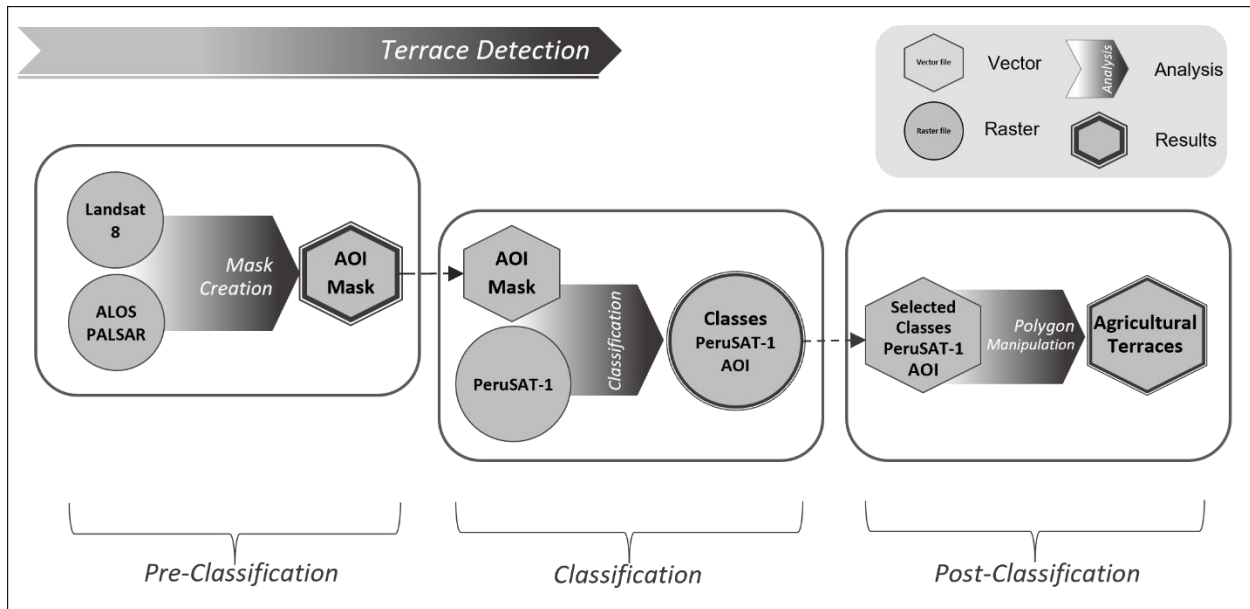 Terrace Detection
Vector file
Vector
Analysis
Analysis
Raster file
Raster
Results
Landsat
8
ALOS
PALSAR
Mask
Creation
AOI
Mask
AOI
Mask
PeruSAT-1
Classification
Classes
PeruSAT-1
AOI
Selected
Classes
PeruSAT-1
AOI
Polygon
Manipulation
Agricultural
Terraces
Pre-Classification
Classification
Post-Classification